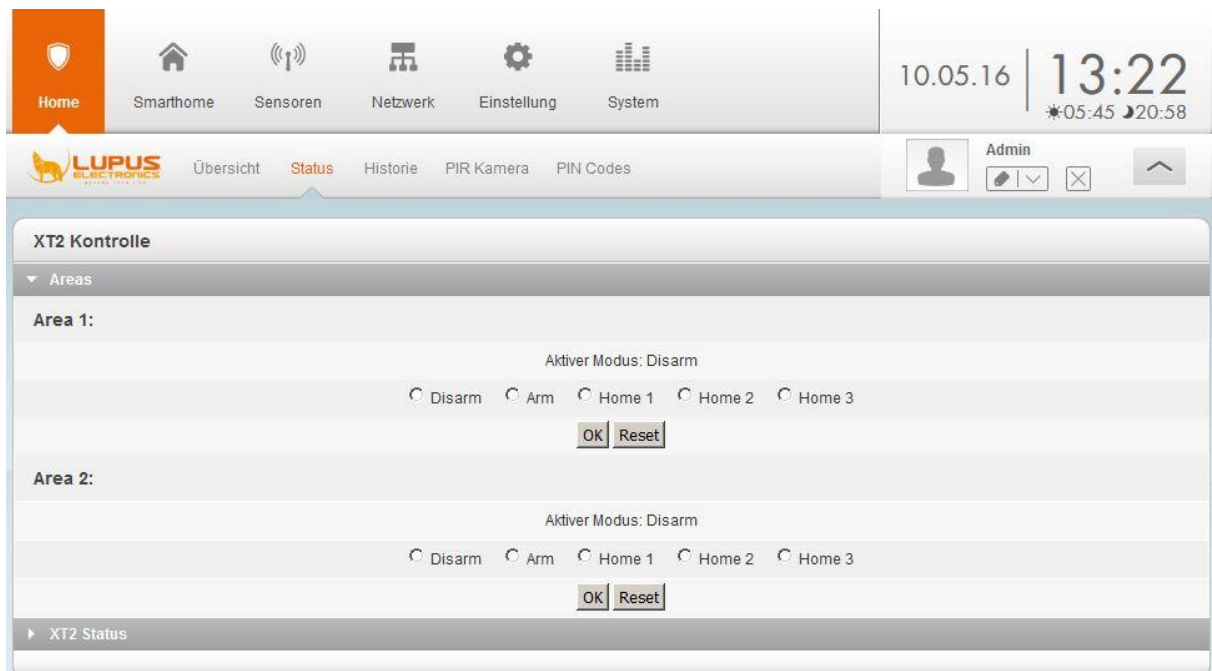 Home Smarthome Sensoren Netzwerk Einstellung System
10.05.16 13:22
05:45 20:58
LUPUS
ELECTRONICS
Übersicht Status Historie PIR Kamera PIN Codes
Admin
XT2 Kontrolle
Areas
Area 1:
Aktiver Modus: Disarm
Disarm Arm Home 1 Home 2 Home 3
OK Reset
Area 2:
Aktiver Modus: Disarm
Disarm Arm Home 1 Home 2 Home 3
OK Reset
XT2 Status